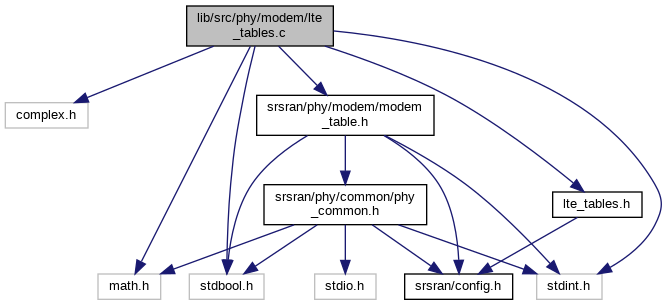 lib/src/phy/modem/lte
_tables.c
complex.h
srsran/phy/modem/modem
_table.h
srsran/phy/common/phy
_common.h
lte_tables.h
math.h
stdbool.h
stdio.h
srsran/config.h
stdint.h